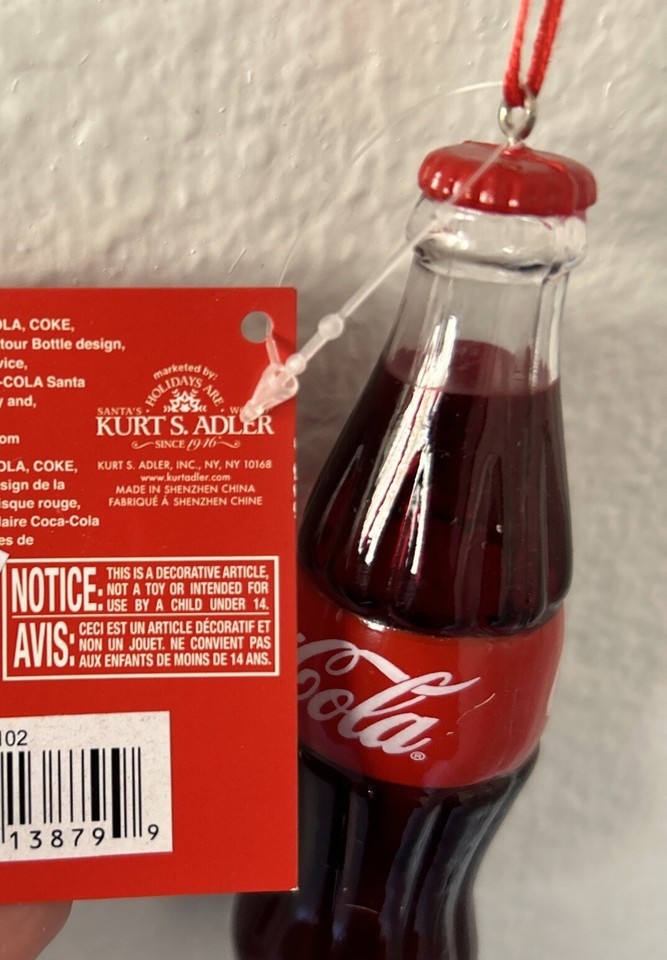 OLA, COKE,
tour Bottle design,
vice,
-COLA Santa
y and,
om
OLA, COKE,
sign de la
isque rouge,
laire Coca-Cola
es de
marketed by:
HOLIDAYS ARE
SANTA'S
KURT S. ADLER
SINCE 1946
KURT S. ADLER, INC., NY, NY 10168
www.kurtadler.com
MADE IN SHENZHEN CHINA
FABRIQUÉ À SHENZHEN CHINE
NOTICE: THIS IS A DECORATIVE ARTICLE,
NOT A TOY OR INTENDED FOR
USE BY A CHILD UNDER 14.
AVIS: CECI EST UN ARTICLE DÉCORATIF ET
NON UN JOUET. NE CONVIENT PAS
AUX ENFANTS DE MOINS DE 14 ANS.
102
13879 9
Cola®